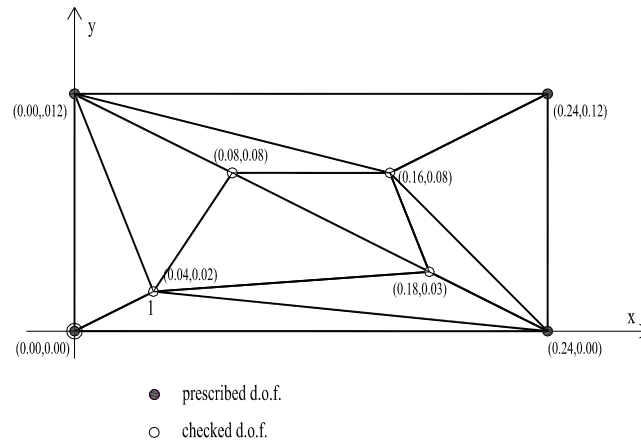 y
(0.00,.012)
(0.24,0.12)
(0.08,0.08)
(0.16,0.08)
(0.04,0.02)
(0.18,0.03)
1
x
(0.00,0.00)
(0.24,0.00)
prescribed d.o.f.
checked d.o.f.